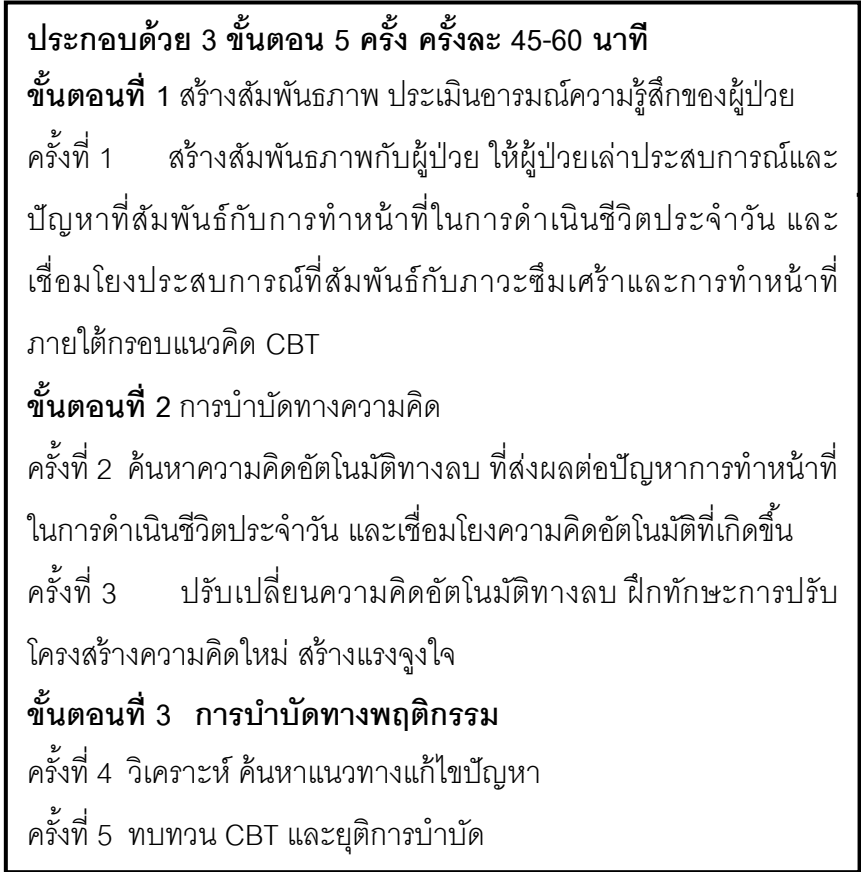 ประกอบด้วย 3 ขั้นตอน 5 ครั้ง ครั้งละ 45-60 นาที
ขั้นตอนที่ 1 สร้างสัมพันธภาพ ประเมินอารมณ์ความรู้สึกของผู้ป่วย
ครั้งที่ 1 สร้างสัมพันธภาพกับผู้ป่วย ให้ผู้ป่วยเล่าประสบการณ์และ
ปัญหาที่สัมพันธ์กับการทำหน้าที่ในการดำเนินชีวิตประจำวัน และ
เชื่อมโยงประสบการณ์ที่สัมพันธ์กับภาวะซึมเศร้าและการทำหน้าที่
ภายใต้กรอบแนวคิด CBT
ขั้นตอนที่ 2 การบำบัดทางความคิด
ครั้งที่ 2 ค้นหาความคิดอัตโนมัติทางลบ ที่ส่งผลต่อปัญหาการทำหน้าที่
ในการดำเนินชีวิตประจำวัน และเชื่อมโยงความคิดอัตโนมัติที่เกิดขึ้น
ครั้งที่ 3 ปรับเปลี่ยนความคิดอัตโนมัติทางลบ ฝึกทักษะการปรับ
โครงสร้างความคิดใหม่ สร้างแรงจูงใจ
ขั้นตอนที่ 3 การบำบัดทางพฤติกรรม
ครั้งที่ 4 วิเคราะห์ ค้นหาแนวทางแก้ไขปัญหา
ครั้งที่ 5 ทบทวน CBT และยุติการบำบัด